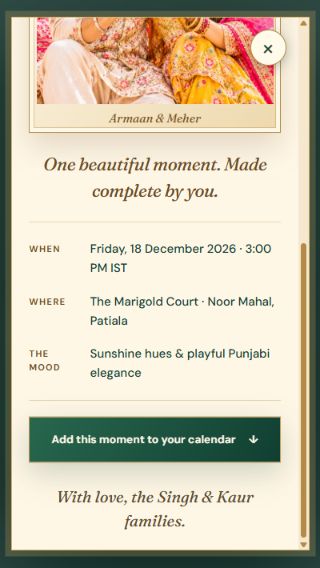 Armaan & Meher
One beautiful moment. Made
complete by you.
WHEN
Friday, 18 December 2026 · 3:00
PM IST
WHERE
The Marigold Court · Noor Mahal,
Patiala
THE
MOOD
Sunshine hues & playful Punjabi
elegance
Add this moment to your calendar ↓
With love, the Singh & Kaur
families.